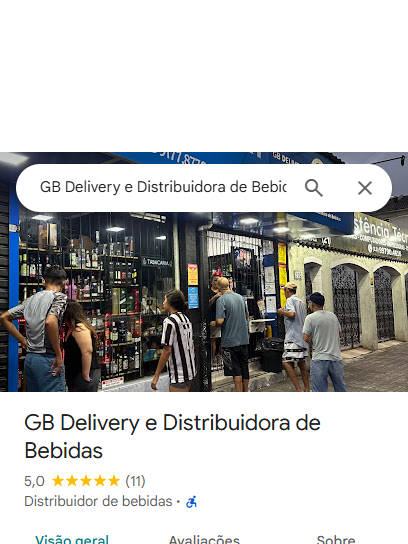 GB Delivery e Distribuidora de Bebic
TABACARIA
GB Delivery e Distribuidora de
Bebidas
5,0 ★★★★★ (11)
Distribuidor de bebidas ·
Visão geral Avaliações Sobre